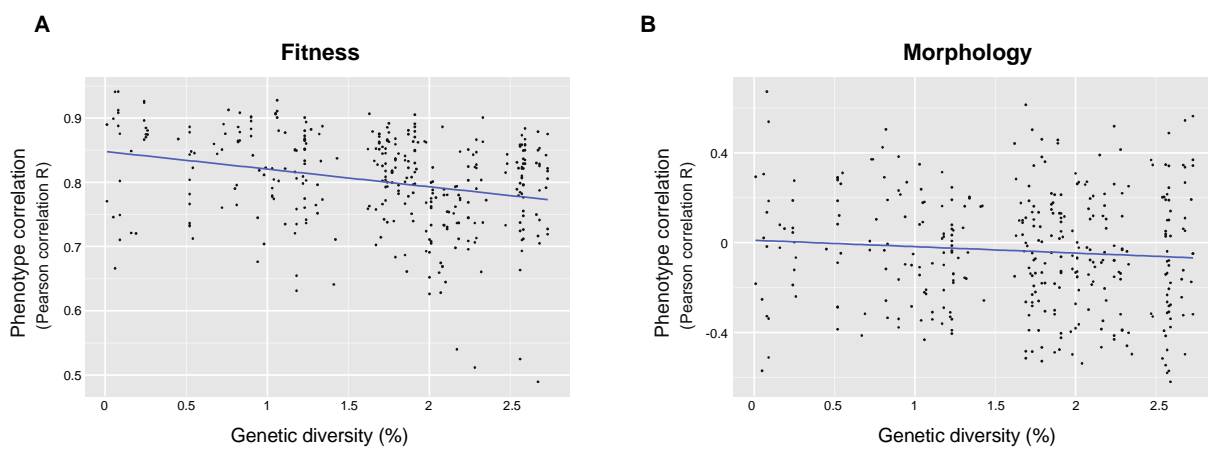 A
Fitness
Phenotype correlation
(Pearson correlation R)
0.9
0.8
0.7
0.6
0.5
0 0.5 1 1.5 2 2.5
Genetic diversity (%)
B
Morphology
Phenotype correlation
(Pearson correlation R)
0.4
0
-0.4
0 0.5 1 1.5 2 2.5
Genetic diversity (%)